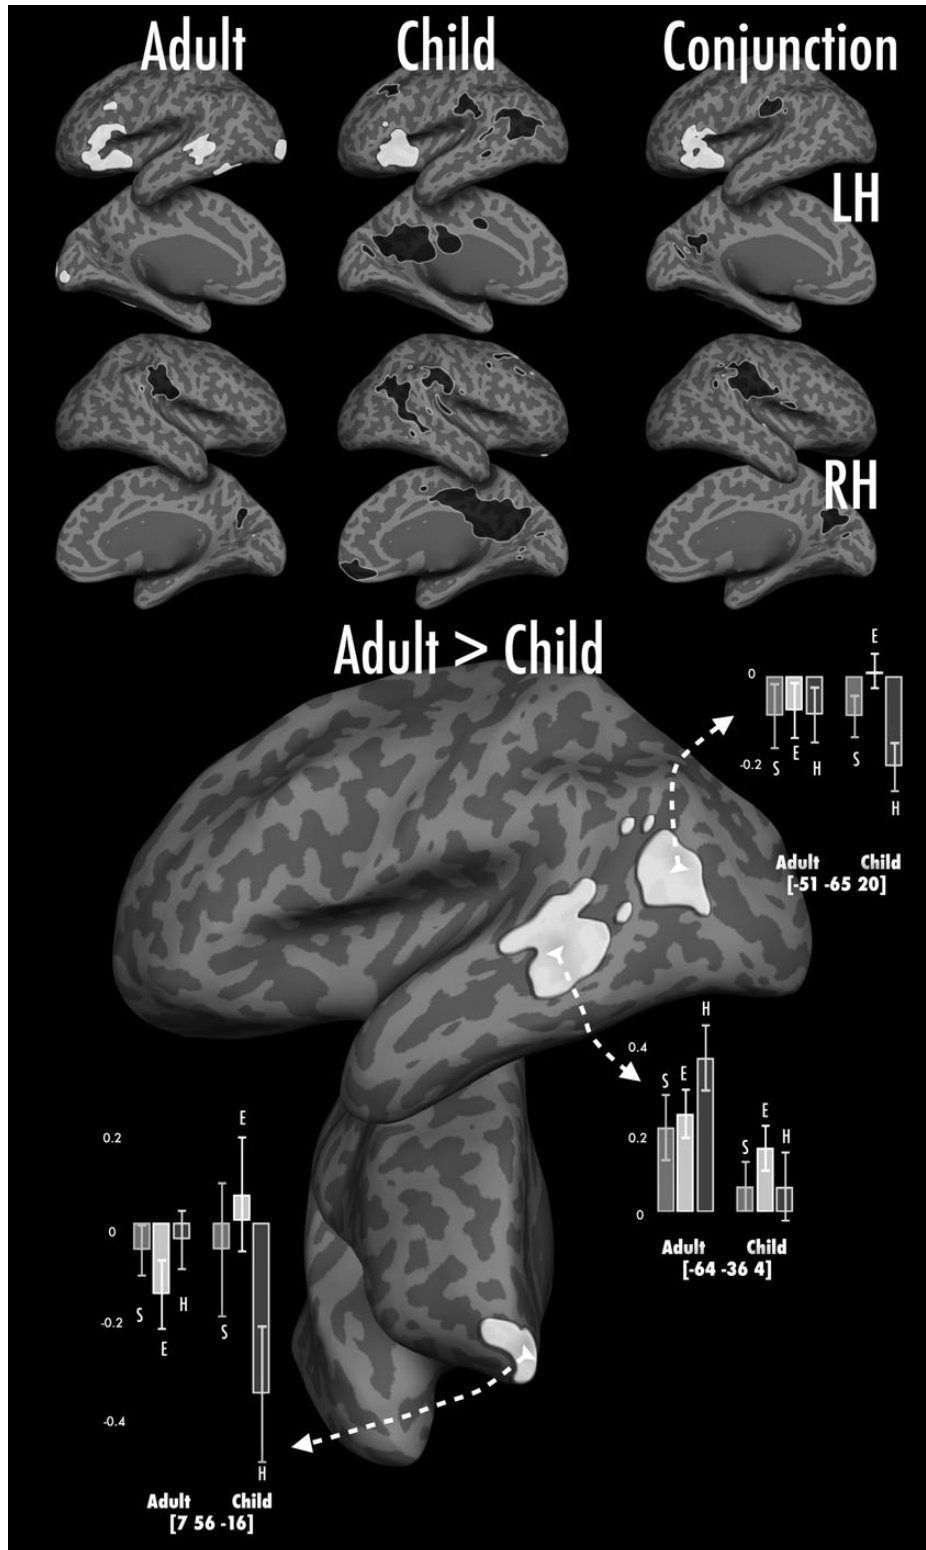 Adult Child Conjunction
LH
RH
Adult > Child
E
0
-0.2
S E H S
H
Adult Child
[-51 -65 20]
H
0.4
S E
E
0.2
S H
0
Adult Child
[-64 -36 4]
E
0.2
0
S H
-0.2
E S
-0.4
H
Adult Child
[7 56 -16]